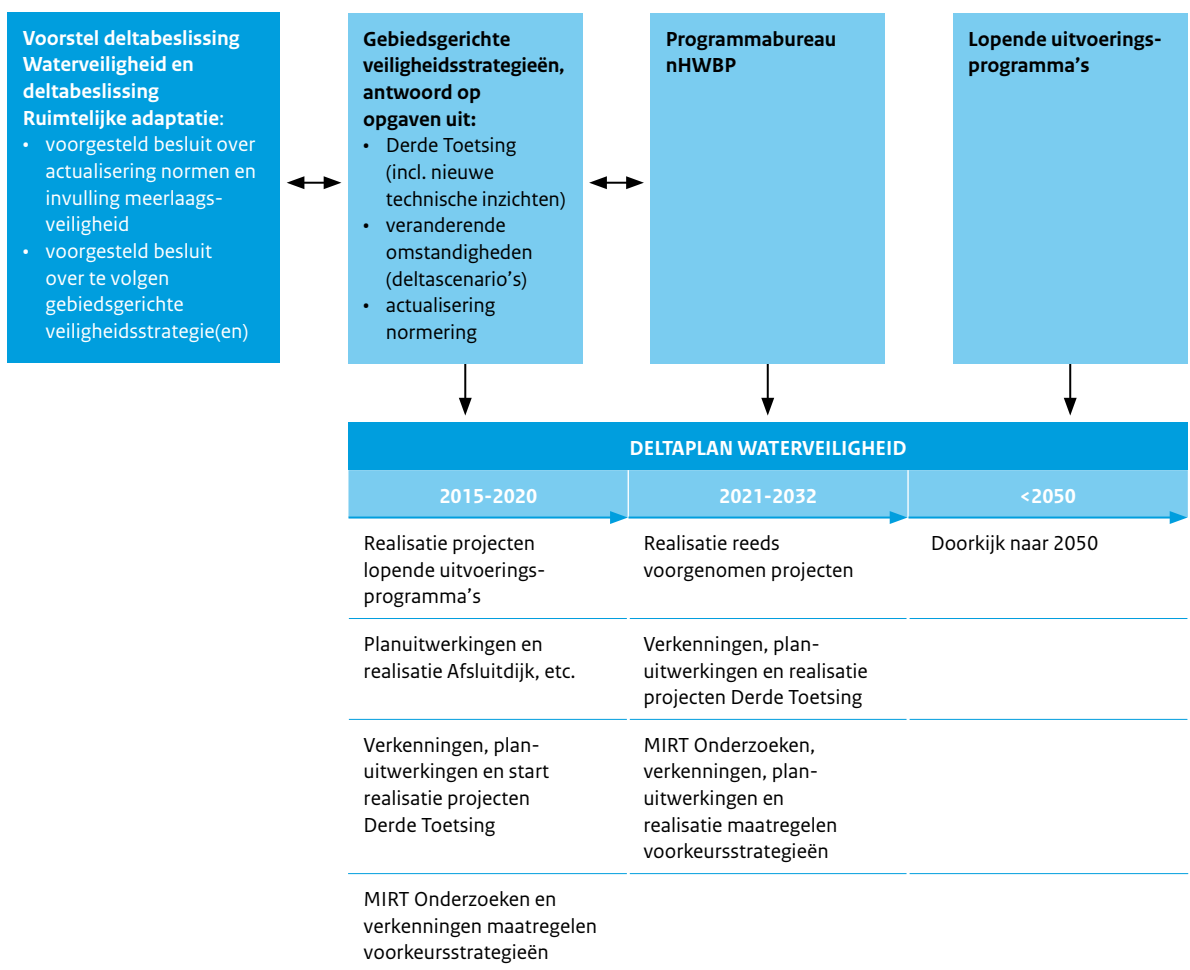 Voorstel deltabeslissing
Waterveiligheid en
deltabeslissing
Ruimtelijke adaptatie:
• voorgesteld besluit over
actualisering normen en
invulling meerlaags-
veiligheid
• voorgesteld besluit
over te volgen
gebiedsgerichte
veiligheidsstrategie(en)
Gebiedsgerichte
veiligheidsstrategieën,
antwoord op
opgaven uit:
• Derde Toetsing
(incl. nieuwe
technische inzichten)
• veranderende
omstandigheden
(deltascenario's)
• actualisering
normering
Programmabureau
nHWBP
Lopende uitvoerings-
programma's
DELTAPLAN WATERVEILIGHEID
2015-2020
2021-2032
<2050
Realisatie projecten
lopende uitvoerings-
programma's
Realisatie reeds
voorgenomen projecten
Doorkijk naar 2050
Planuitwerkingen en
realisatie Afsluitdijk, etc.
Verkenningen, plan-
uitwerkingen en realisatie
projecten Derde Toetsing
Verkenningen, plan-
uitwerkingen en start
realisatie projecten
Derde Toetsing
MIRT Onderzoeken,
verkenningen, plan-
uitwerkingen en
realisatie maatregelen
voorkeursstrategieën
MIRT Onderzoeken en
verkenningen maatregelen
voorkeursstrategieën